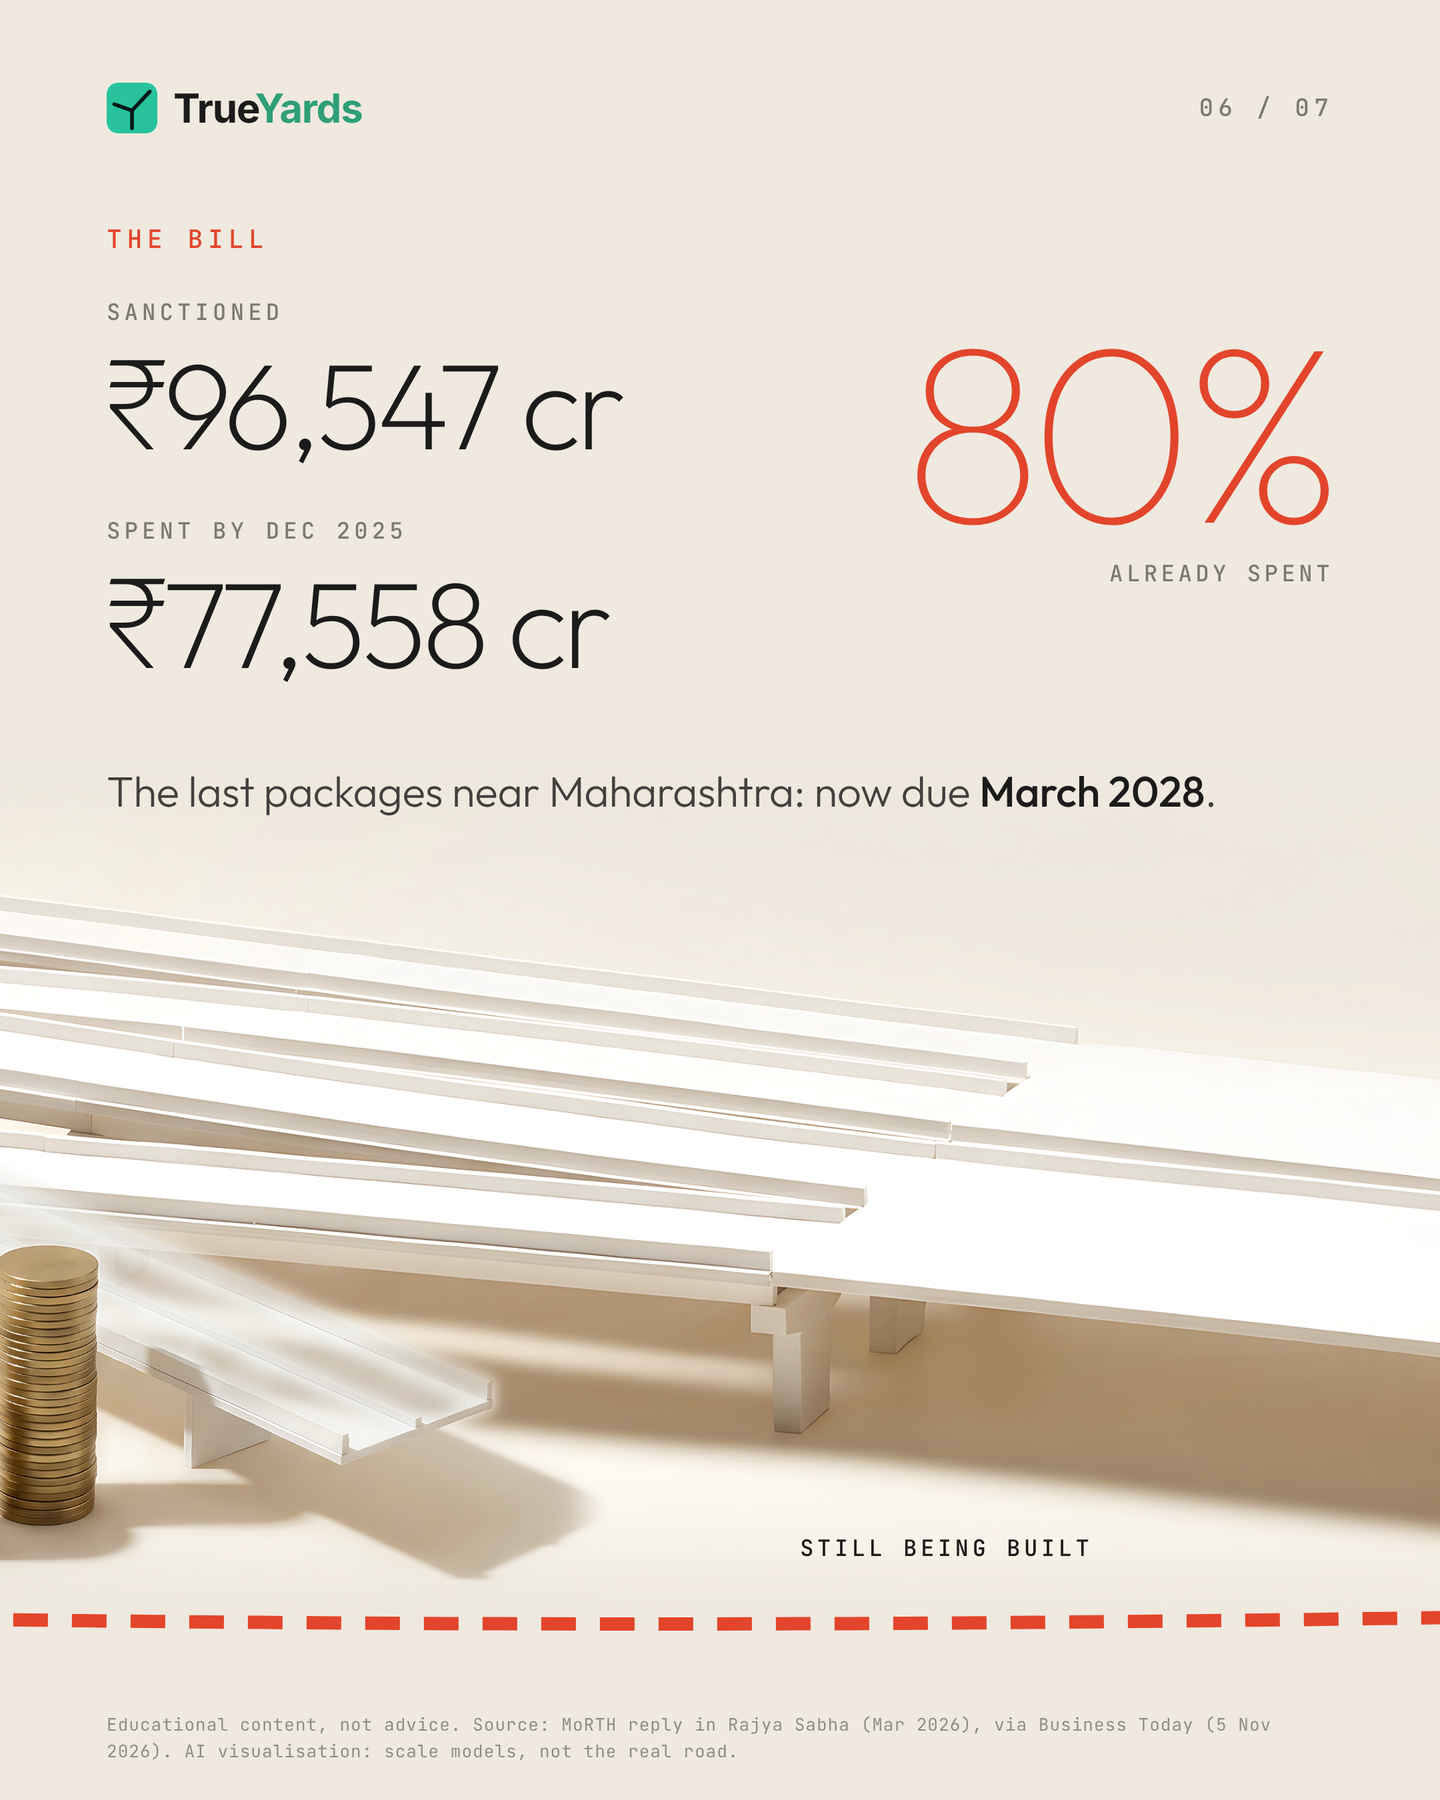 TrueYards
06 / 07
THE BILL
SANCTIONED
₹96,547 cr
80%
ALREADY SPENT
SPENT BY DEC 2025
₹77,558 cr
The last packages near Maharashtra: now due March 2028.
STILL BEING BUILT
Educational content, not advice. Source: MoRTH reply in Rajya Sabha (Mar 2026), via Business Today (5 Nov
2026). AI visualisation: scale models, not the real road.